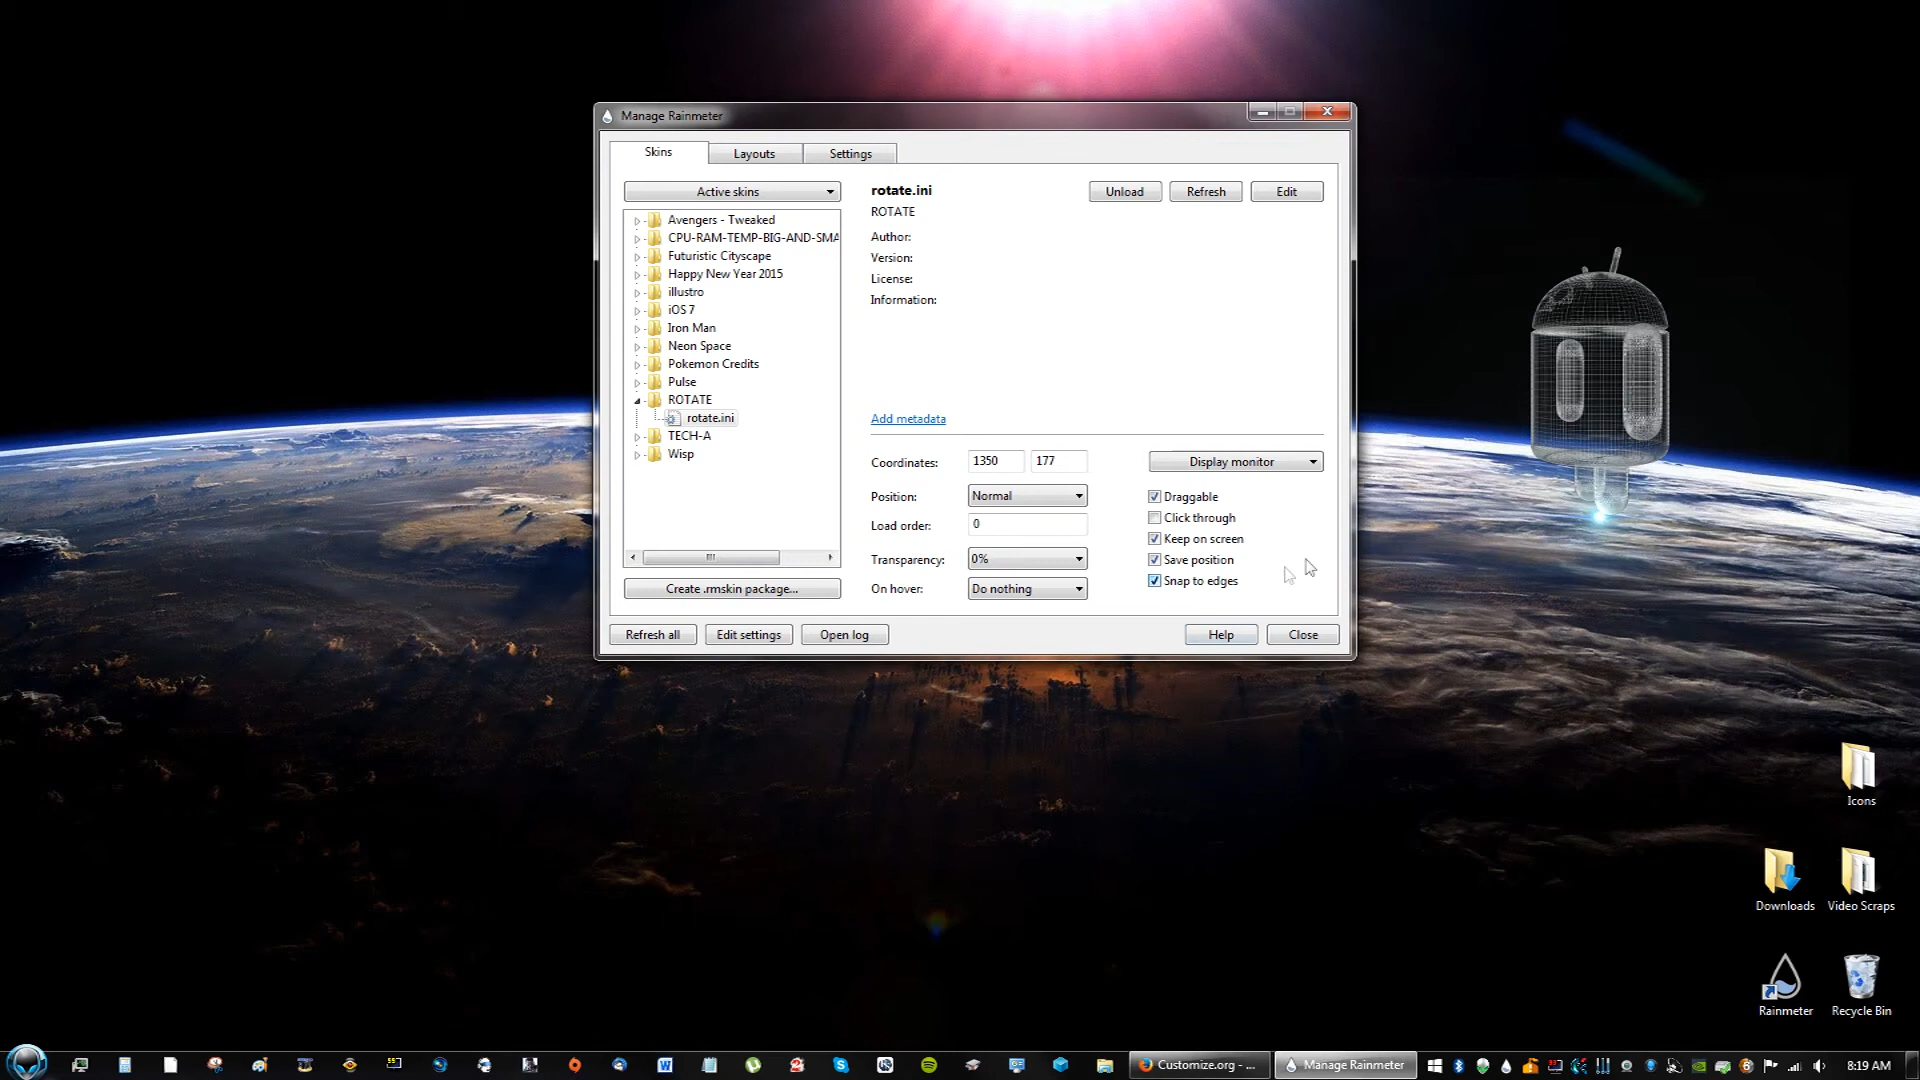 Manage Rainmeter
Skins
Layouts
Settings
Active skins
Avengers - Tweaked
CPU-RAM-TEMP-BIG-AND-SMA
Futuristic Cityscape
Happy New Year 2015
illustro
iOS 7
Iron Man
Neon Space
Pokemon Credits
Pulse
ROTATE
rotate.ini
TECH-A
Wisp
Create .rmskin package...
rotate.ini
Unload
Refresh
Edit
ROTATE
Author:
Version:
License:
Information:
Add metadata
Coordinates:
1350
177
Display monitor
Position:
Normal
Load order:
0
Transparency:
0%
On hover:
Do nothing
Draggable
Click through
Keep on screen
Save position
Snap to edges
Refresh all
Edit settings
Open log
Help
Close
Icons
Downloads
Video Scraps
Rainmeter
Recycle Bin
Customize.org - ...
Manage Rainmeter
8:19 AM